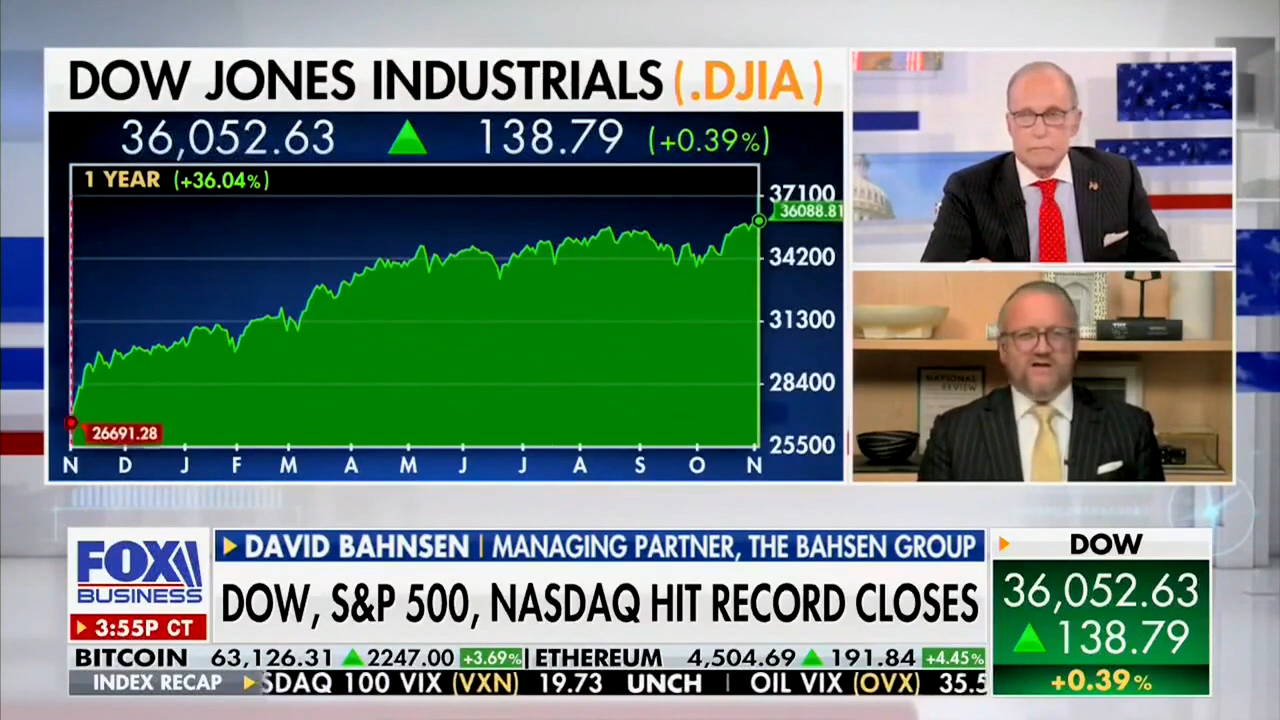 DOW JONES INDUSTRIALS (.DJIA)
36,052.63 ▲ 138.79 (+0.39%)
1 YEAR (+36.04%)
37100
36088.81
34200
31300
28400
25500
26691.28
N D J F M A M J J A S O N
NATIONAL REVIEW
FOX BUSINESS
3:55P CT
DAVID BAHNSEN | MANAGING PARTNER, THE BAHSEN GROUP
DOW, S&P 500, NASDAQ HIT RECORD CLOSES
DOW
36,052.63
▲ 138.79
+0.39%
BITCOIN 63,126.31 ▲ 2247.00 +3.69% | ETHEREUM 4,504.69 ▲ 191.84 +4.45%
INDEX RECAP SDAQ 100 VIX (VXN) 19.73 UNCH | OIL VIX (OVX) 35.5